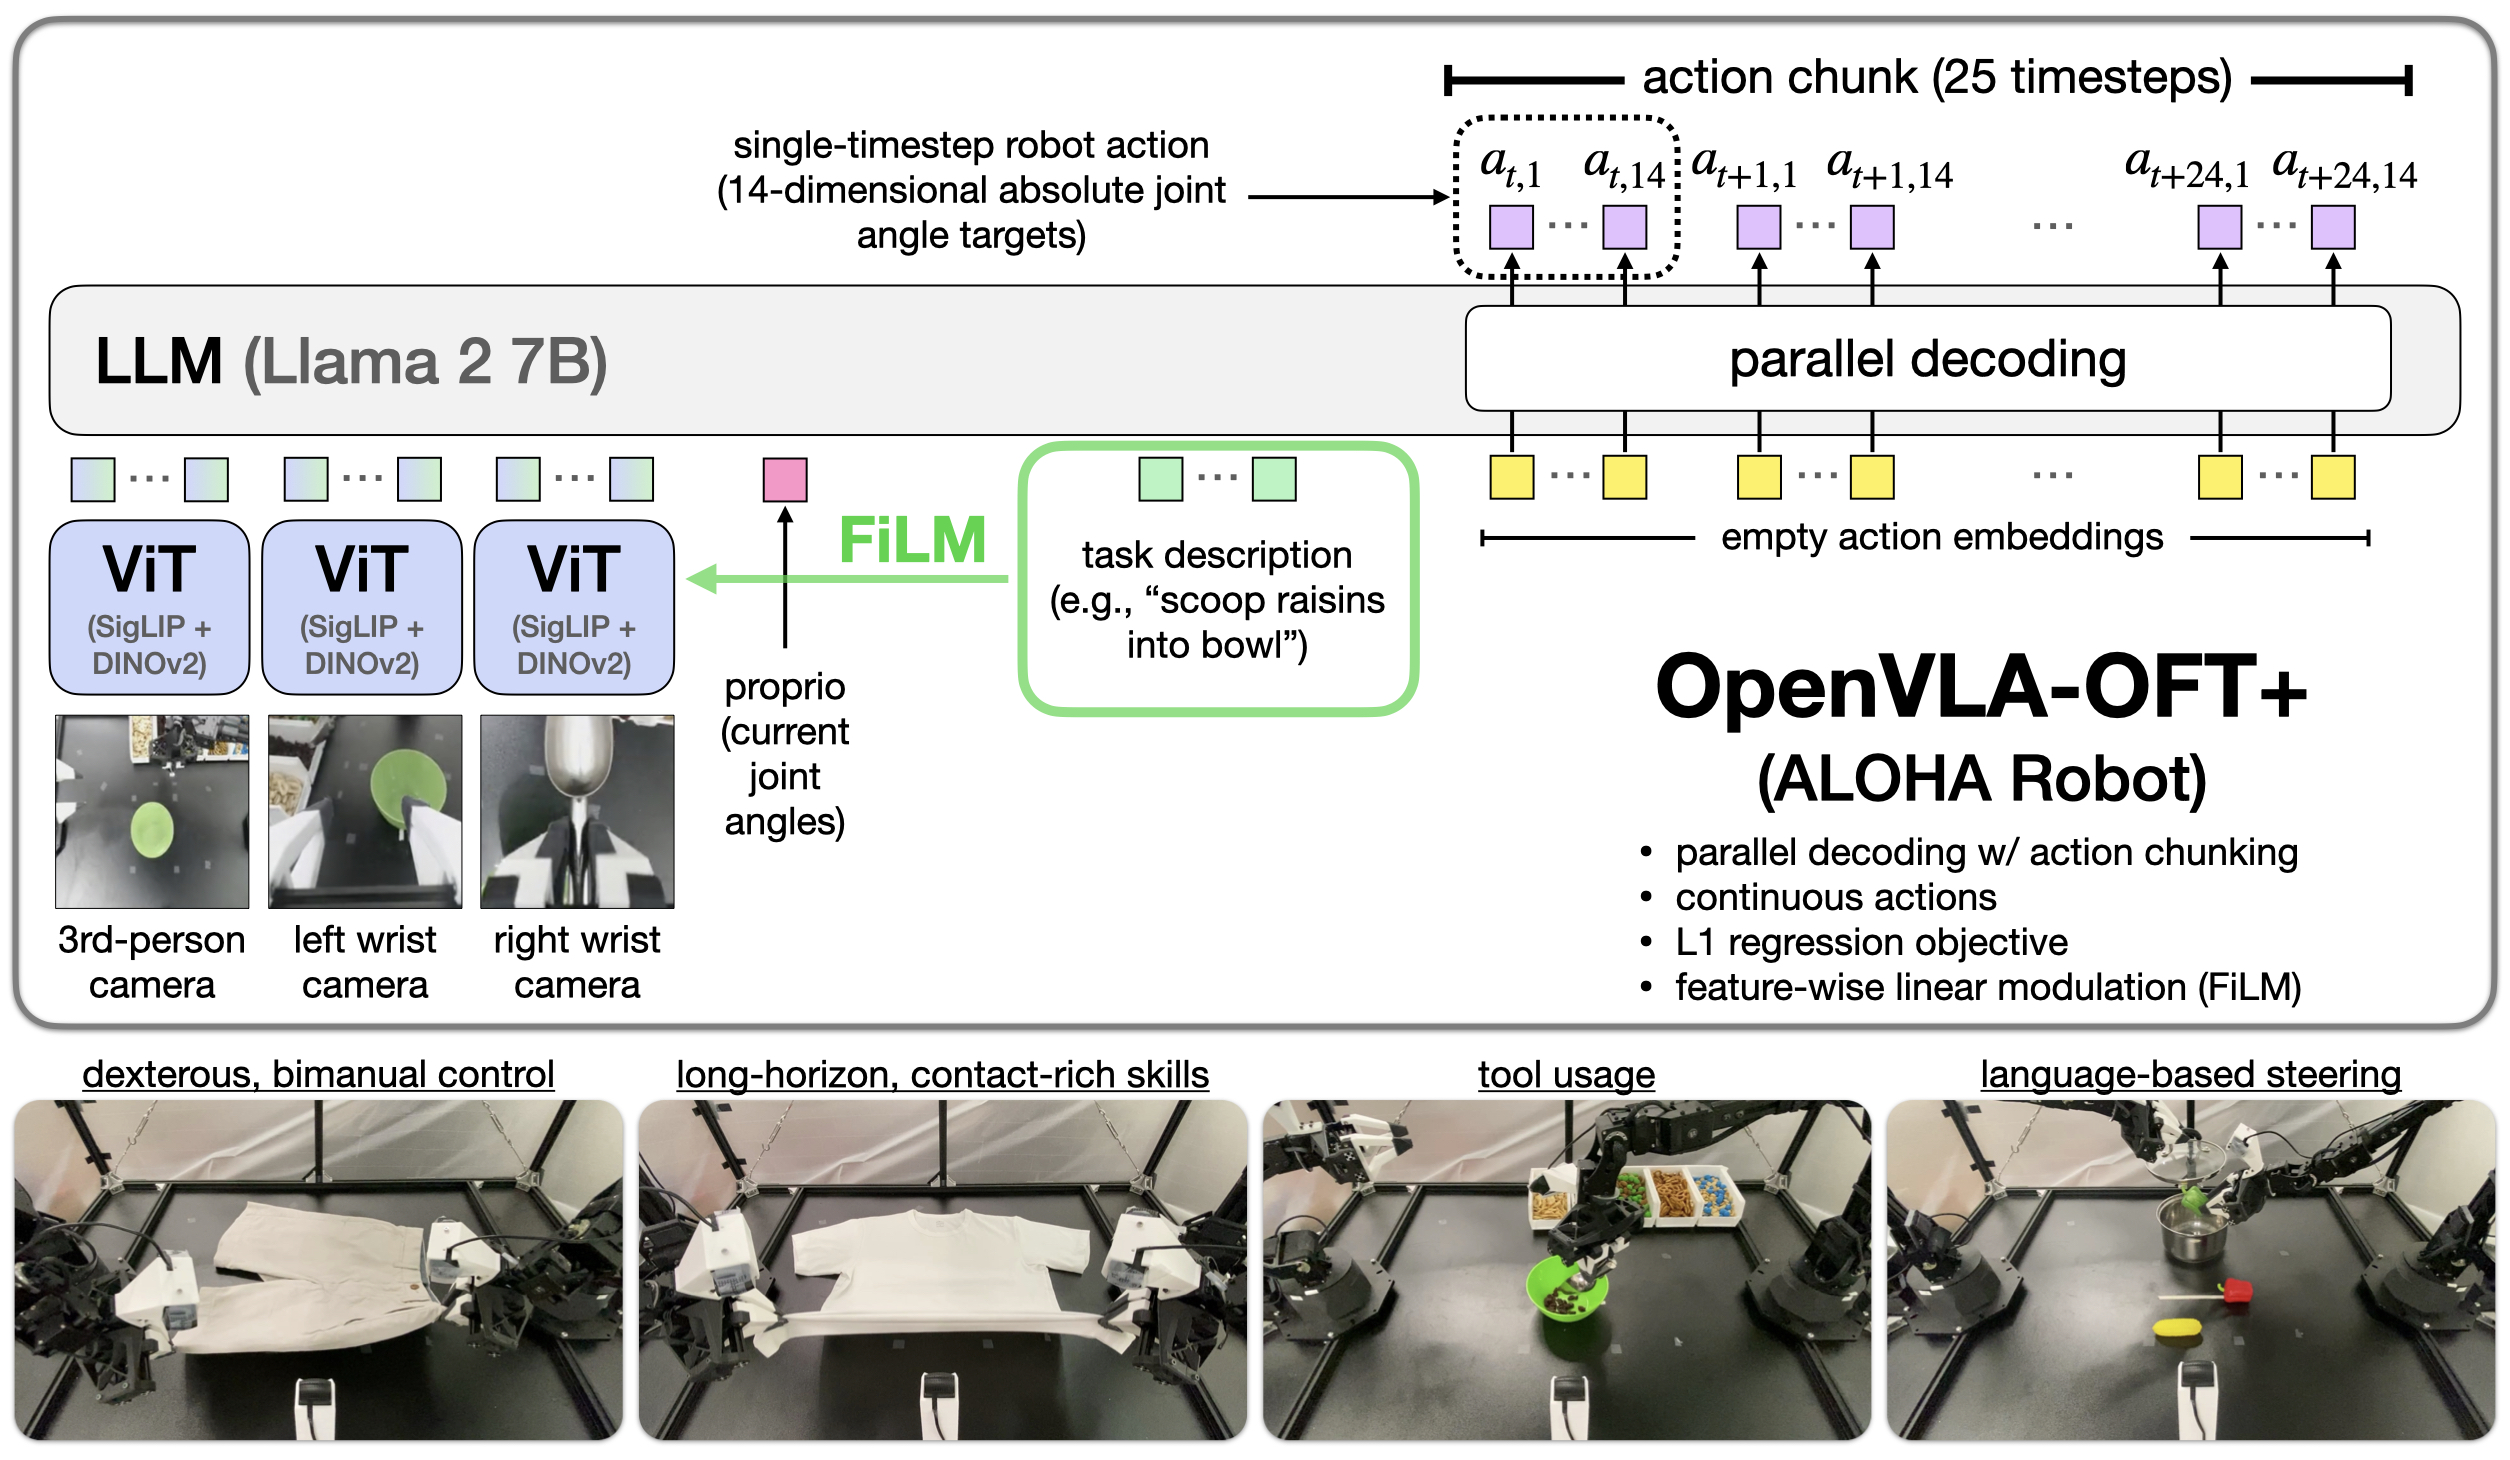 action chunk (25 timesteps)
single-timestep robot action
(14-dimensional absolute joint
angle targets)
a_{t,1} a_{t,14} a_{t+1,1} a_{t+1,14} a_{t+24,1} a_{t+24,14}
... ... ... ...
LLM (Llama 2 7B)
parallel decoding
... ... ... ... ... ... ... ...
empty action embeddings
ViT
(SigLIP +
DINOv2)
ViT
(SigLIP +
DINOv2)
ViT
(SigLIP +
DINOv2)
FiLM
task description
(e.g., “scoop raisins
into bowl”)
proprio
(current
joint
angles)
3rd-person
camera
left wrist
camera
right wrist
camera
OpenVLA-OFT+
(ALOHA Robot)
• parallel decoding w/ action chunking
• continuous actions
• L1 regression objective
• feature-wise linear modulation (FiLM)
dexterous, bimanual control
long-horizon, contact-rich skills
tool usage
language-based steering